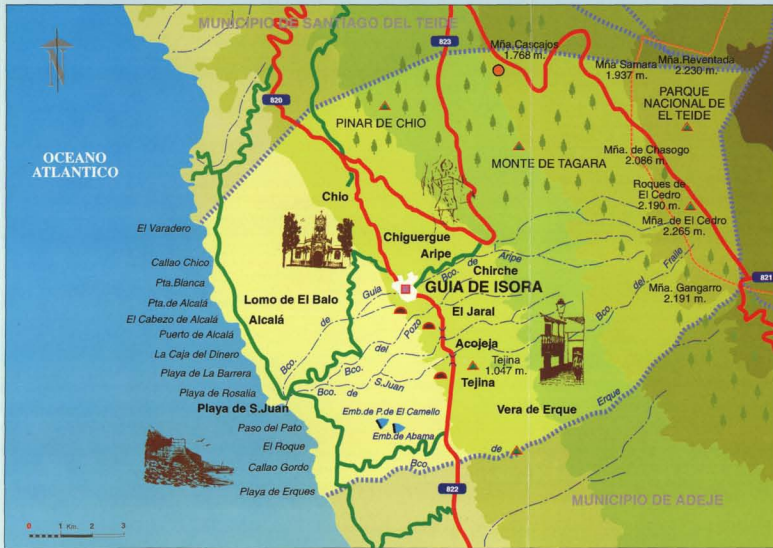 MUNICIPIO DE SANTIAGO DEL TEIDE
823
Mña.Cascajos
1.768 m.
Mña Samara
1.937 m.
Mña.Reventada
2.230 m.
820
PINAR DE CHIO
PARQUE
NACIONAL DE
EL TEIDE
OCEANO
ATLANTICO
MONTE DE TAGARA
Mña. de Chasogo
2.086 m.
Roques de
El Cedro
2.190 m.
Mña. de El Cedro
2.265 m.
Chio
El Varadero
Chiguergue
Aripe
Bco. de Aripe
Chirche
Callao Chico
Pta.Blanca
Bco. de Guia
GUIA DE ISORA
Bco. del Fraile
821
Mña. Gangarro
2.191 m.
Lomo de El Balo
Alcalá
Pta.de Alcalá
El Cabezo de Alcalá
Puerto de Alcalá
El Jaral
Bco. del Pozo
Acojeja
La Caja del Dinero
Tejina
1.047 m.
Playa de La Barrera
Bco. de S.Juan
Tejina
Playa de Rosalia
Playa de S.Juan
Vera de Erque
Paso del Pato
Emb.de P.de El Camello
Emb.de Abama
El Roque
Callao Gordo
Bco. de Erque
Playa de Erques
822
MUNICIPIO DE ADEJE
0 1 Km. 2 3